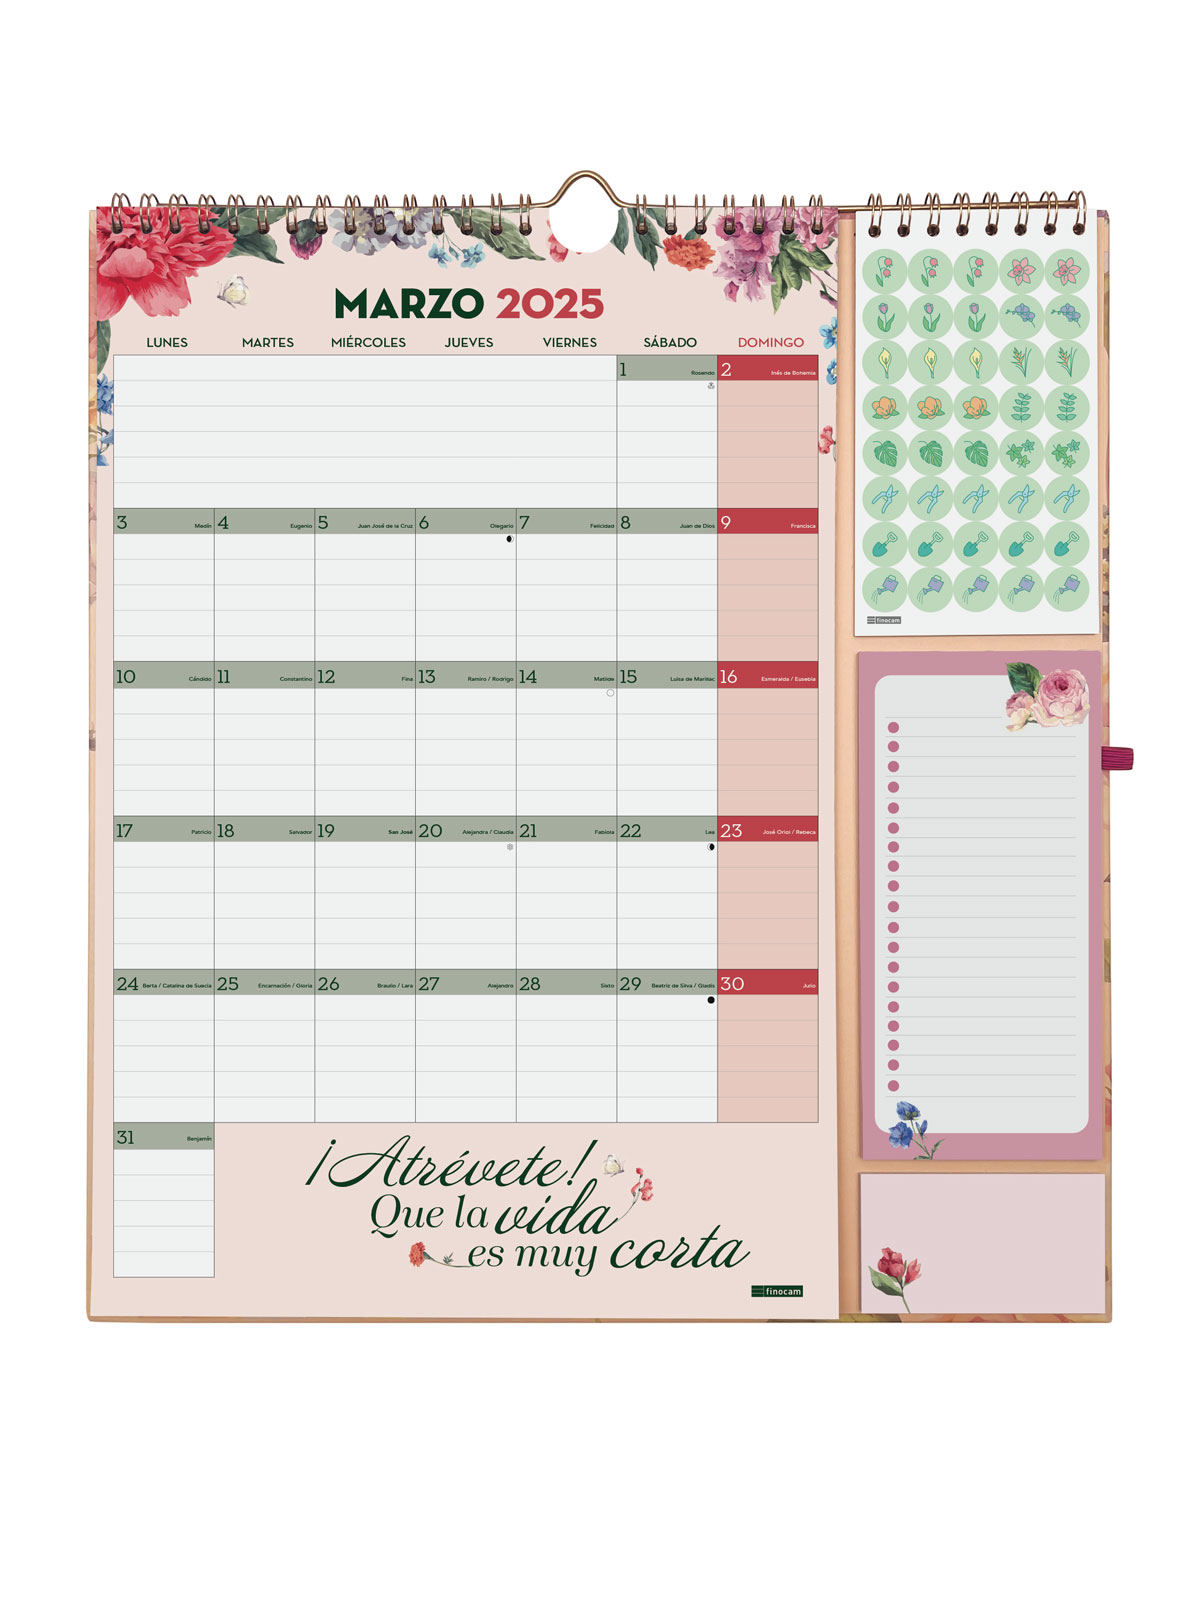 MARZO 2025
LUNES MARTES MIÉRCOLES JUEVES VIERNES SÁBADO DOMINGO
1 Rosendo 2 Inés de Bohemia
3 Medín 4 Eugenio 5 Juan José de la Cruz 6 Olegario 7 Felicidad 8 Juan de Dios 9 Francisca
10 Cándido 11 Constantino 12 Fina 13 Ramiro / Rodrigo 14 Matilde 15 Luisa de Marillac 16 Esmeralda / Eusebia
17 Patricio 18 Salvador 19 San José 20 Alejandra / Claudia 21 Fabiola 22 Lea 23 José Oriol / Rebeca
24 Berta / Catalina de Suecia 25 Encarnación / Gloria 26 Braulio / Lara 27 Alejandro 28 Sixto 29 Beatriz de Silva / Gladis 30 Julio
31 Benjamín
¡Atrévete!
Que la vida
es muy corta
finocam
finocam